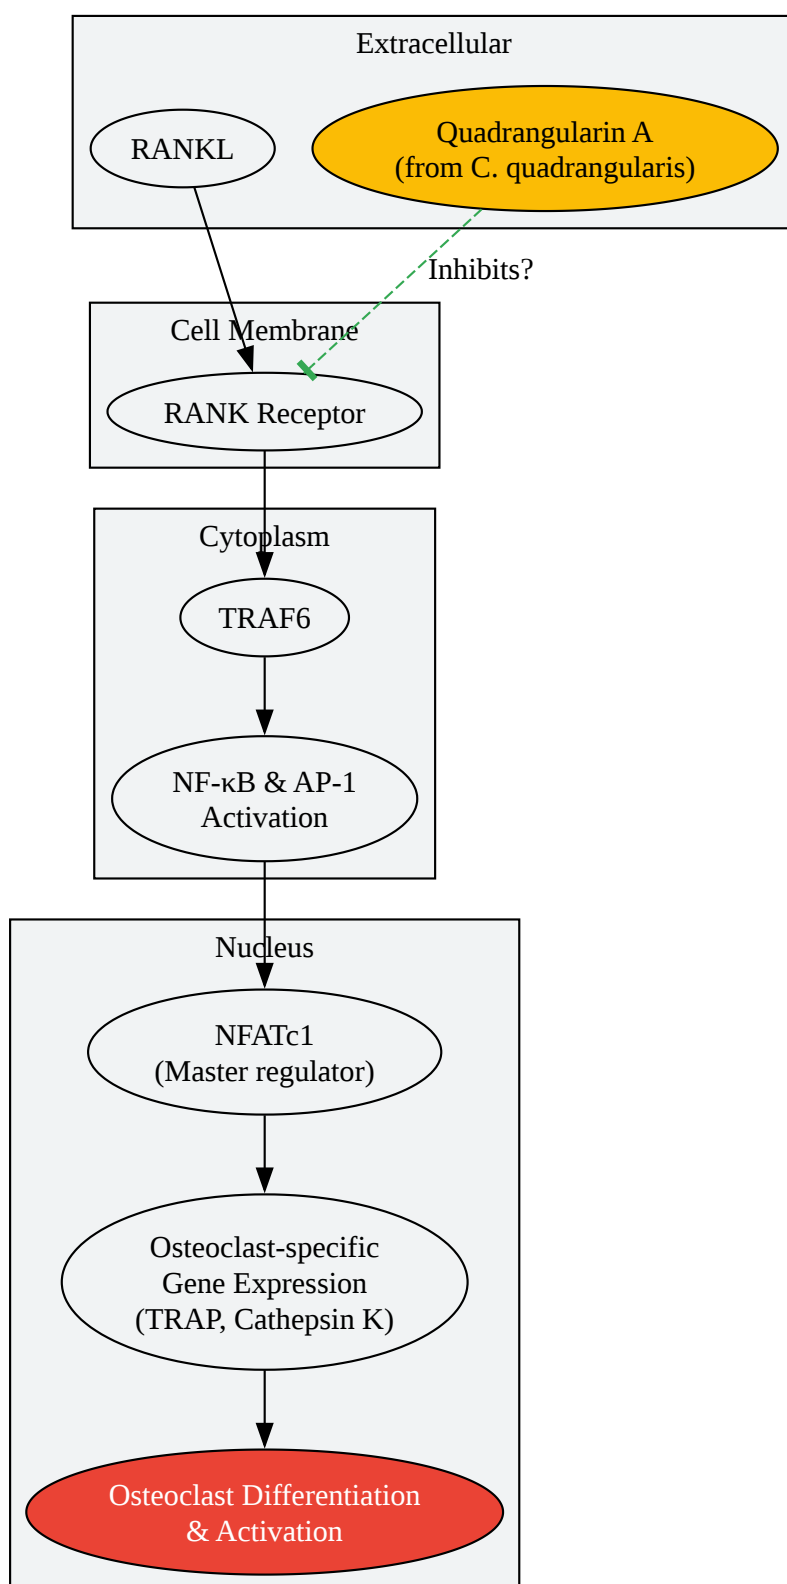 Extracellular
RANKL
Quadrangularin A
(from C. quadrangularis)
Inhibits?
Cell Membrane
RANK Receptor
Cytoplasm
TRAF6
NF-κB & AP-1
Activation
Nucleus
NFATc1
(Master regulator)
Osteoclast-specific
Gene Expression
(TRAP, Cathepsin K)
Osteoclast Differentiation
& Activation